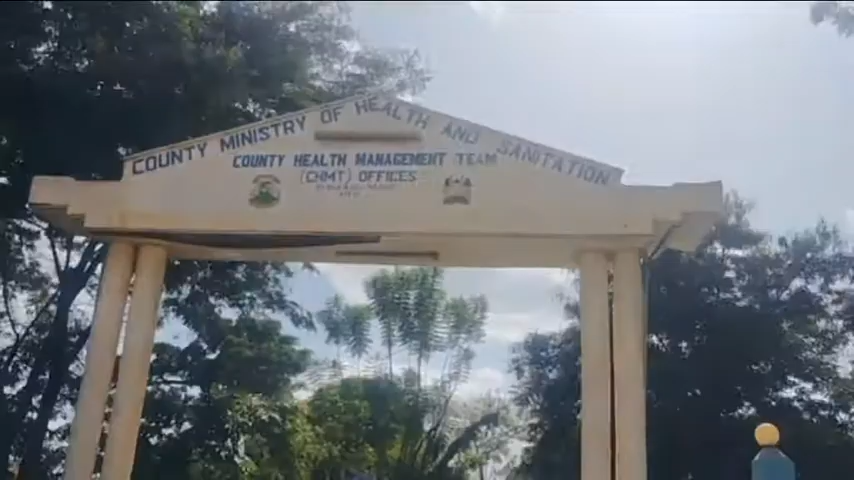 COUNTY MINISTRY OF HEALTH AND SANITATION
COUNTY HEALTH MANAGEMENT TEAM
(CHMT) OFFICES